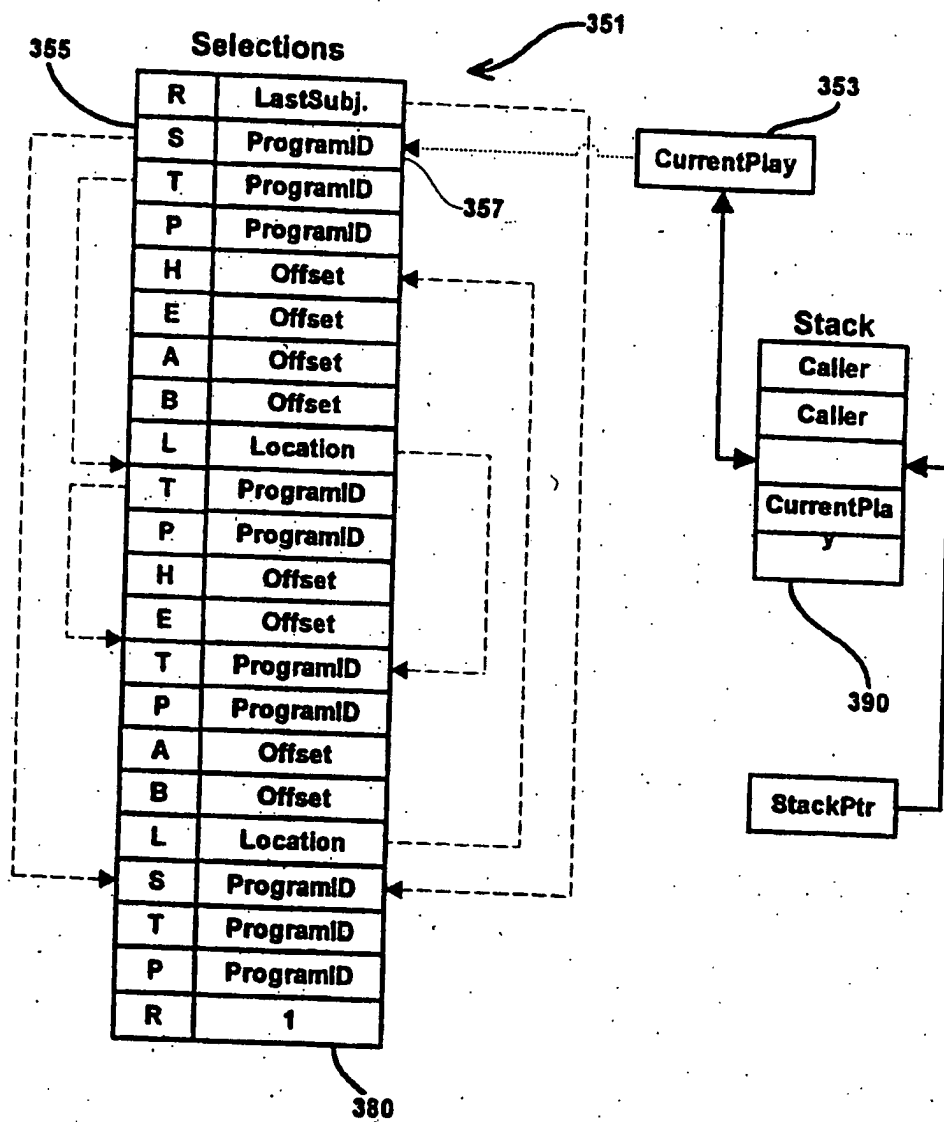 351
355
Selections
353
R LastSubj.
S ProgramID
CurrentPlay
T ProgramID
357
P ProgramID
H Offset
E Offset
A Offset
B Offset
L Location
T ProgramID
P ProgramID
H Offset
E Offset
T ProgramID
P ProgramID
A Offset
B Offset
L Location
S ProgramID
T ProgramID
P ProgramID
R 1
380
Stack
Caller
Caller
CurrentPla
y
390
StackPtr